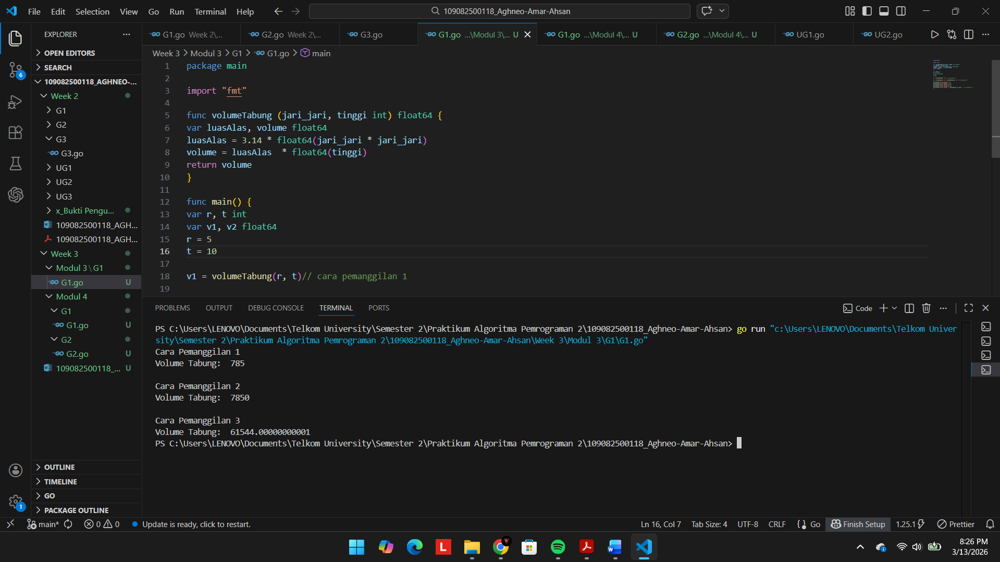 File Edit Selection View Go Run Terminal Help
109082500118_Aghneo-Amar-Ahsan
EXPLORER
OPEN EDITORS
SEARCH
109082500118_AGHNEO-...
Week 2
G1
G2
G3
G3.go
UG1
UG2
UG3
x_Bukti Pengu...
109082500118_AGH...
109082500118_AGH...
Week 3
Modul 3\G1
G1.go U
Modul 4
G1
G1.go U
G2
G2.go U
109082500118_... U
OUTLINE
TIMELINE
GO
PACKAGE OUTLINE
G1.go Week 2\... G2.go Week 2\... G3.go G1.go ...\Modul 3\... U G1.go ...\Modul 4\... U G2.go ...\Modul 4\... U UG1.go UG2.go
Week 3 > Modul 3 > G1 > G1.go > main
1 package main
2
3 import "fmt"
4
5 func volumeTabung (jari_jari, tinggi int) float64 {
6 var luasAlas, volume float64
7 luasAlas = 3.14 * float64(jari_jari * jari_jari)
8 volume = luasAlas  * float64(tinggi)
9 return volume
10 }
11
12 func main() {
13 var r, t int
14 var v1, v2 float64
15 r = 5
16 t = 10
17
18 v1 = volumeTabung(r, t)// cara pemanggilan 1
19
PROBLEMS OUTPUT DEBUG CONSOLE TERMINAL PORTS
Code
PS C:\Users\LENOVO\Documents\Telkom University\Semester 2\Praktikum Algoritma Pemrograman 2\109082500118_Aghneo-Amar-Ahsan> go run "c:\Users\LENOVO\Documents\Telkom Univer
sity\Semester 2\Praktikum Algoritma Pemrograman 2\109082500118_Aghneo-Amar-Ahsan\Week 3\Modul 3\G1\G1.go"
Cara Pemanggilan 1
Volume Tabung:  785
Cara Pemanggilan 2
Volume Tabung:  7850
Cara Pemanggilan 3
Volume Tabung:  61544.00000000001
PS C:\Users\LENOVO\Documents\Telkom University\Semester 2\Praktikum Algoritma Pemrograman 2\109082500118_Aghneo-Amar-Ahsan>
6
1
main* 0 0 Update is ready, click to restart. Ln 16, Col 7 Tab Size: 4 UTF-8 CRLF Go Finish Setup 1.25.1 Prettier
8:26 PM
3/13/2026